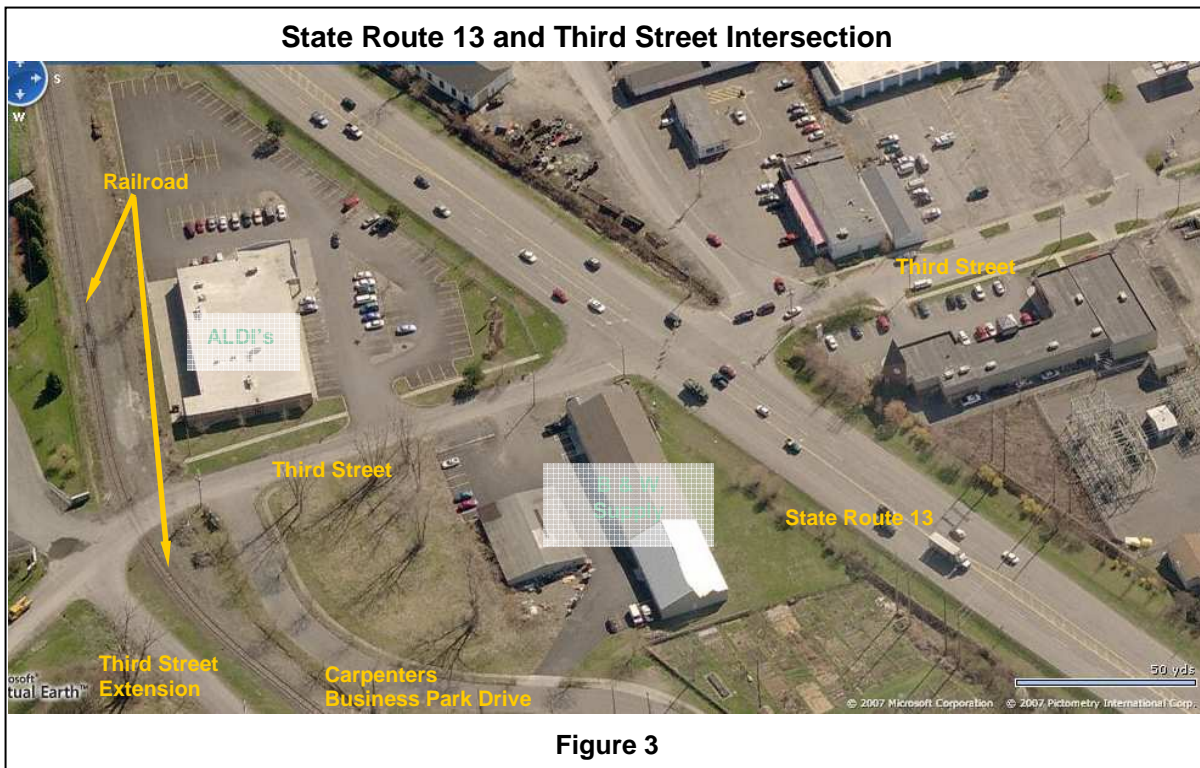 State Route 13 and Third Street Intersection
S
W
Railroad
ALDI's
Third Street
Third Street
Supply
State Route 13
Third Street
Extension
Carpenters
Business Park Drive
50 yds
© 2007 Microsoft Corporation © 2007 Pictometry International Corp.
Figure 3